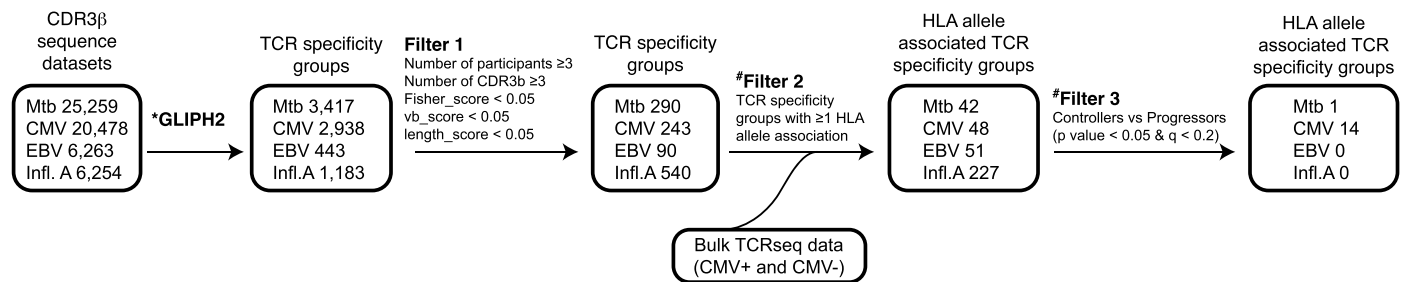 CDR3β
sequence
datasets
Mtb 25,259
CMV 20,478
EBV 6,263
Infl. A 6,254
*GLIPH2
TCR specificity
groups
Mtb 3,417
CMV 2,938
EBV 443
Infl.A 1,183
Filter 1
Number of participants ≥3
Number of CDR3b ≥3
Fisher_score < 0.05
vb_score < 0.05
length_score < 0.05
TCR specificity
groups
Mtb 290
CMV 243
EBV 90
Infl.A 540
#Filter 2
TCR specificity
groups with ≥1 HLA
allele association
Bulk TCRseq data
(CMV+ and CMV-)
HLA allele
associated TCR
specificity groups
Mtb 42
CMV 48
EBV 51
Infl.A 227
#Filter 3
Controllers vs Progressors
(p value < 0.05 & q < 0.2)
HLA allele
associated TCR
specificity groups
Mtb 1
CMV 14
EBV 0
Infl.A 0